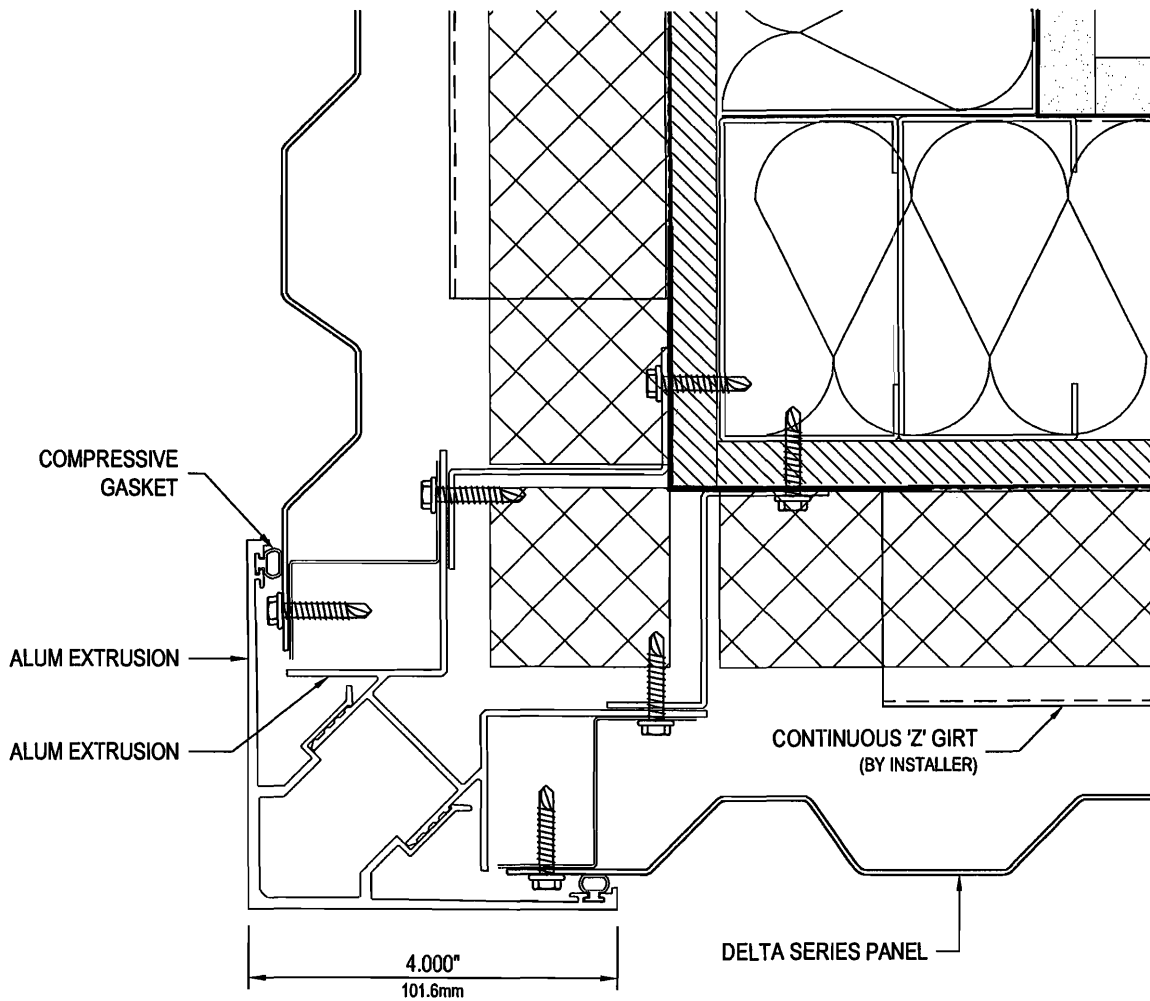 COMPRESSIVE
GASKET
ALUM EXTRUSION
ALUM EXTRUSION
CONTINUOUS 'Z' GIRT
(BY INSTALLER)
DELTA SERIES PANEL
4.000"
101.6mm